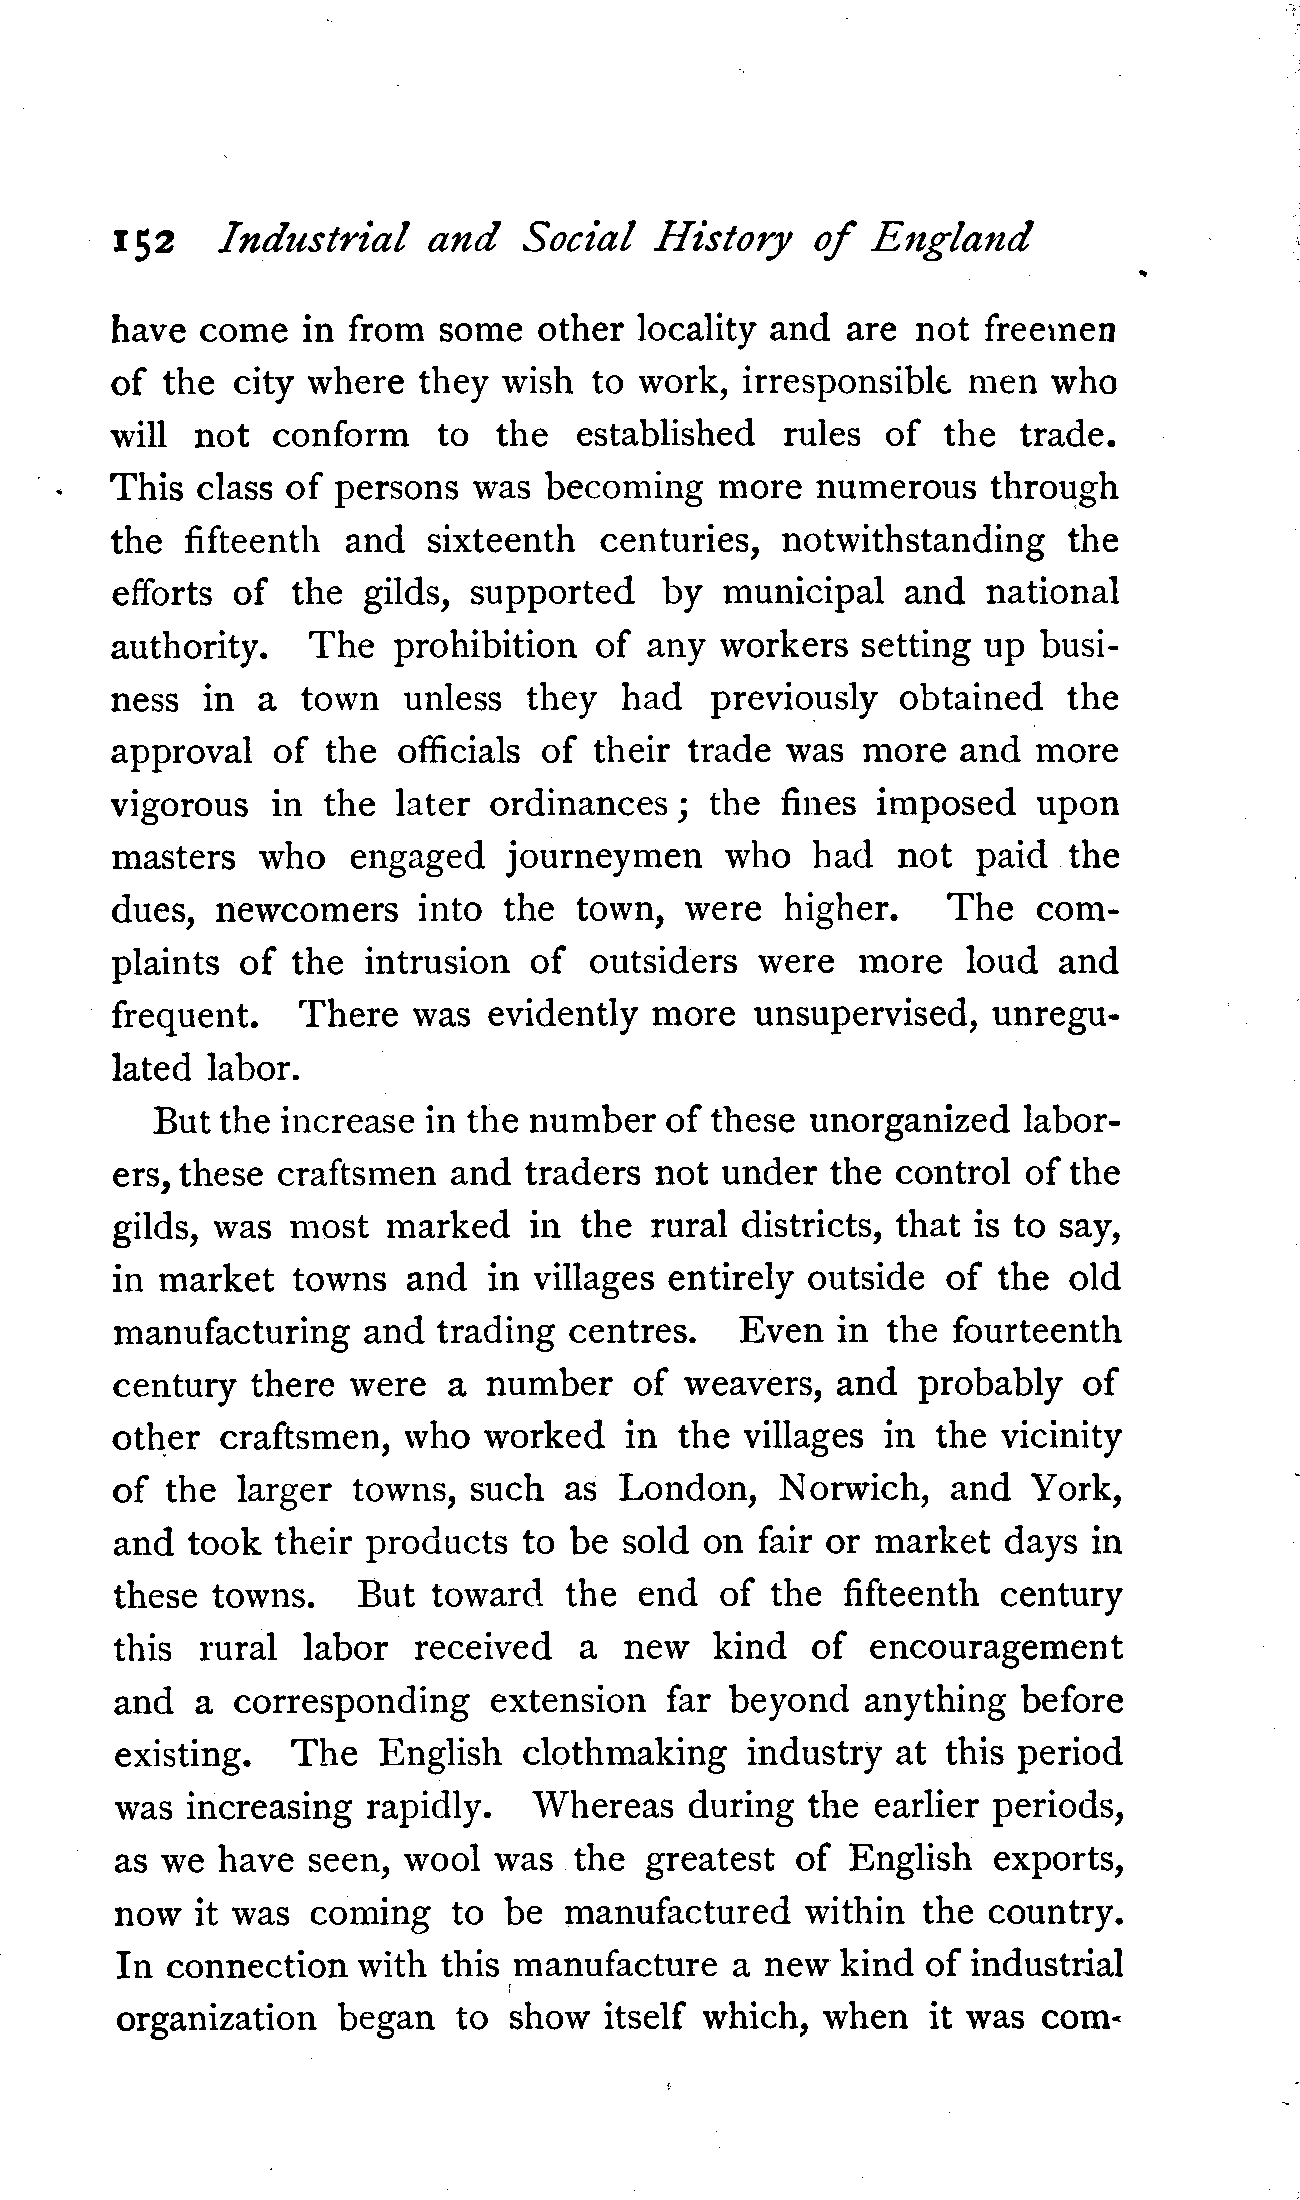 152 Industrial and Social History of England
have come in from some other locality and are not freemen
of the city where they wish to work, irresponsible men who
will not conform to the established rules of the trade.
This class of persons was becoming more numerous through
the fifteenth and sixteenth centuries, notwithstanding the
efforts of the gilds, supported by municipal and national
authority. The prohibition of any workers setting up busi-
ness in a town unless they had previously obtained the
approval of the officials of their trade was more and more
vigorous in the later ordinances; the fines imposed upon
masters who engaged journeymen who had not paid the
dues, newcomers into the town, were higher. The com-
plaints of the intrusion of outsiders were more loud and
frequent. There was evidently more unsupervised, unregu-
lated labor.
But the increase in the number of these unorganized labor-
ers, these craftsmen and traders not under the control of the
gilds, was most marked in the rural districts, that is to say,
in market towns and in villages entirely outside of the old
manufacturing and trading centres. Even in the fourteenth
century there were a number of weavers, and probably of
other craftsmen, who worked in the villages in the vicinity
of the larger towns, such as London, Norwich, and York,
and took their products to be sold on fair or market days in
these towns. But toward the end of the fifteenth century
this rural labor received a new kind of encouragement
and a corresponding extension far beyond anything before
existing. The English clothmaking industry at this period
was increasing rapidly. Whereas during the earlier periods,
as we have seen, wool was the greatest of English exports,
now it was coming to be manufactured within the country.
In connection with this manufacture a new kind of industrial
organization began to show itself which, when it was com-